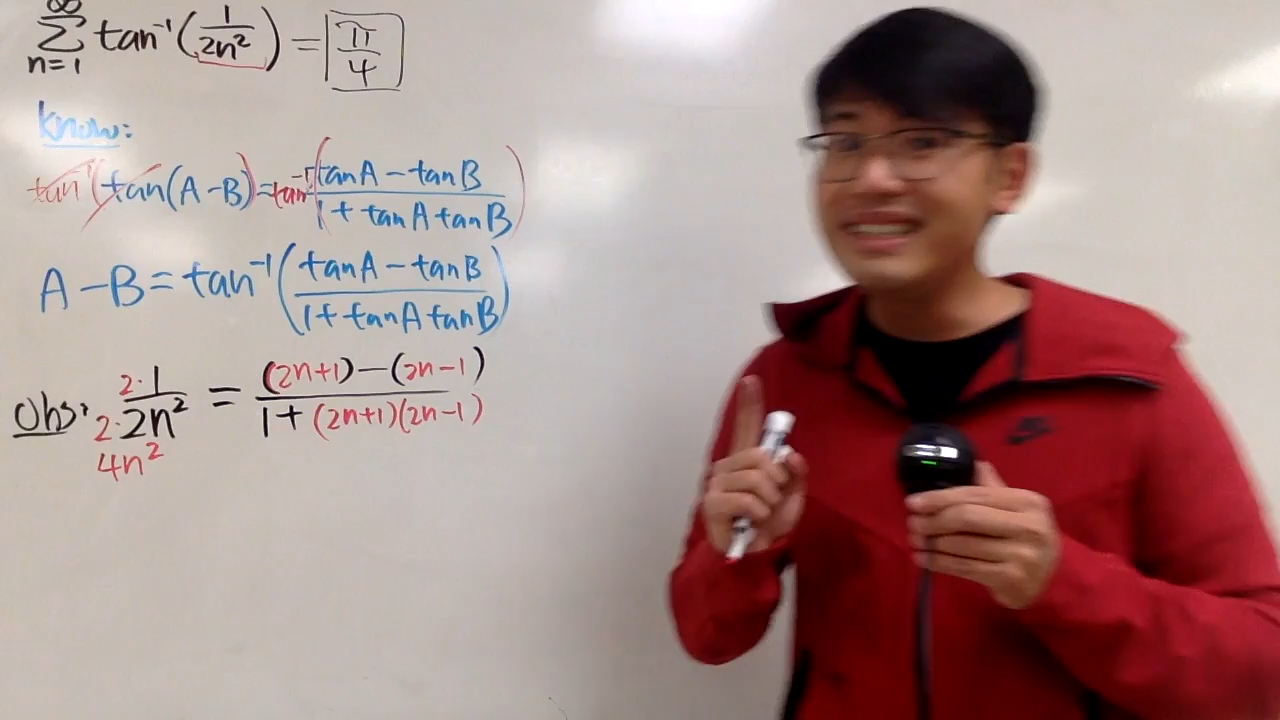 ∞
∑ tan⁻¹(1/2n²) = π/4
n=1
Know:
tan⁻¹(tan(A-B)) = tan⁻¹((tanA - tanB)/(1 + tanA tanB))
A-B = tan⁻¹((tanA - tanB)/(1 + tanA tanB))
Obs: (2·1)/(2·2n²) = ((2n+1) - (2n-1))/(1 + (2n+1)(2n-1))
4n²